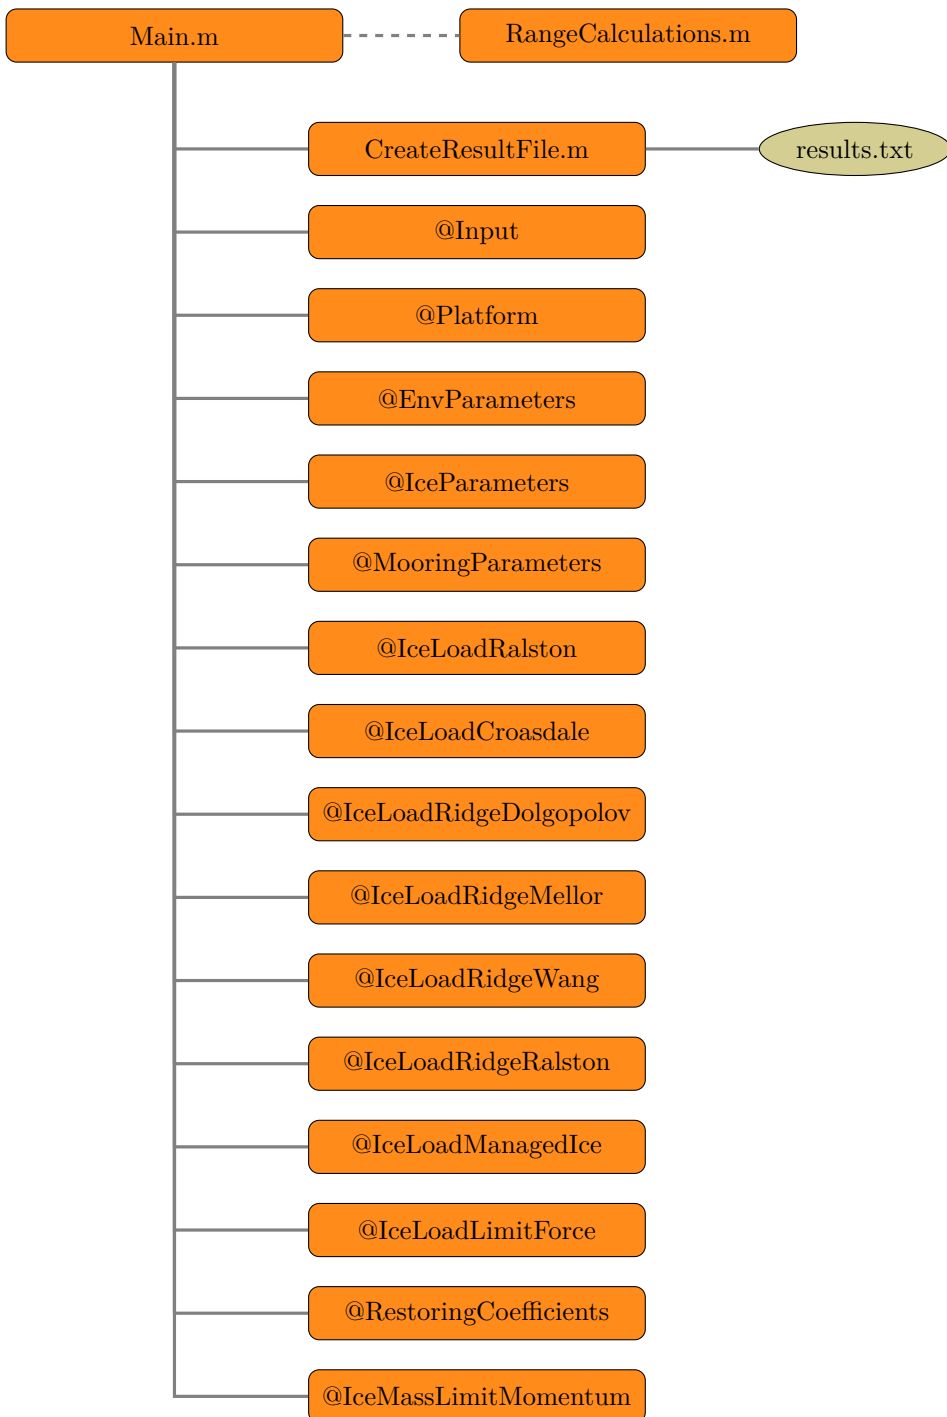 Main.m
RangeCalculations.m
CreateResultFile.m
results.txt
@Input
@Platform
@EnvParameters
@IceParameters
@MooringParameters
@IceLoadRalston
@IceLoadCroasdale
@IceLoadRidgeDolgopolov
@IceLoadRidgeMellor
@IceLoadRidgeWang
@IceLoadRidgeRalston
@IceLoadManagedIce
@IceLoadLimitForce
@RestoringCoefficients
@IceMassLimitMomentum